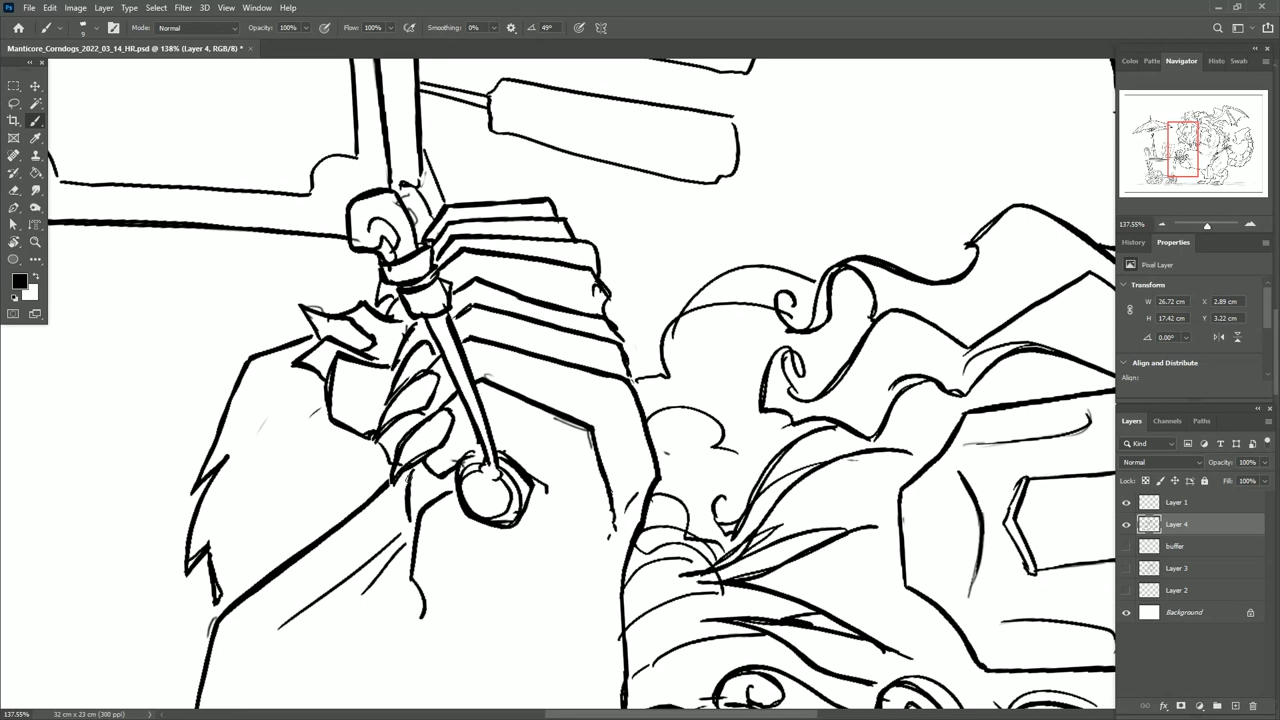 Ps File Edit Image Layer Type Select Filter 3D View Window Help
9 Mode: Normal Opacity: 100% Flow: 100% Smoothing: 0% 49°
Manticore_Corndogs_2022_03_14_HR.psd @ 138% (Layer 4, RGB/8) *
Color Patte Navigator Histo Swab
137.55%
History Properties
Pixel Layer
Transform
W 26.72 cm X 2.89 cm
H 17.42 cm Y 3.22 cm
0.00°
Align and Distribute
Align:
Layers Channels Paths
Kind
Normal Opacity: 100%
Lock: Fill: 100%
Layer 1
Layer 4
buffer
Layer 3
Layer 2
Background
137.55% 32 cm x 23 cm (300 ppi)